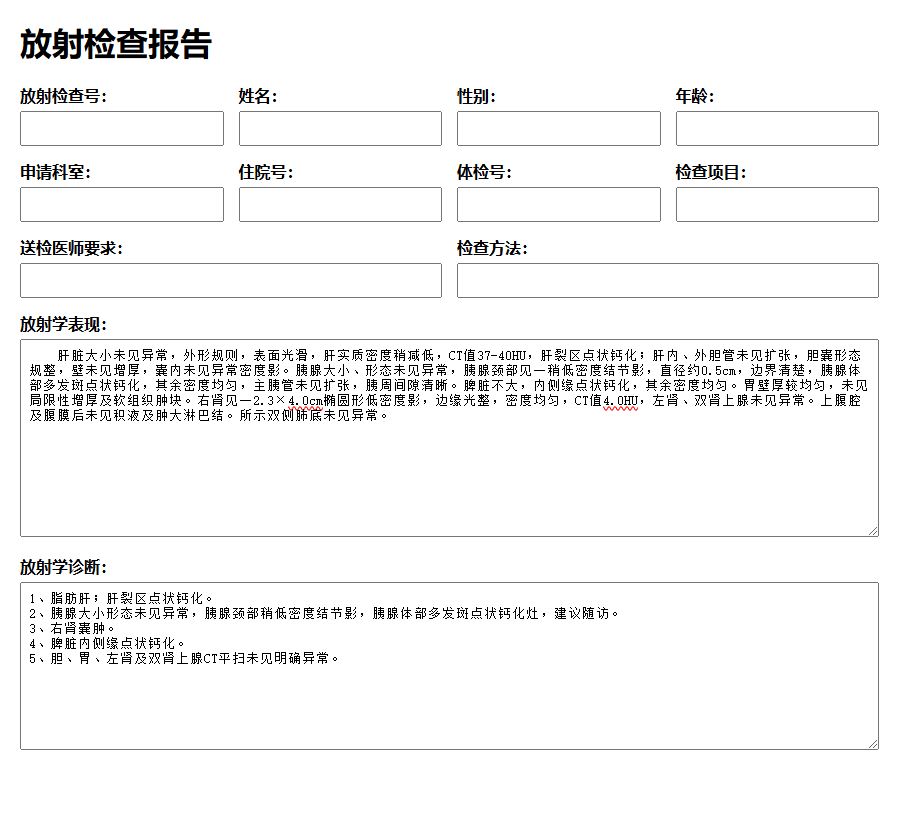 放射检查报告
放射检查号： 姓名： 性别： 年龄：
申请科室： 住院号： 体检号： 检查项目：
送检医师要求： 检查方法：
放射学表现：
肝脏大小未见异常，外形规则，表面光滑，肝实质密度稍减低，CT值37-40HU，肝裂区点状钙化；肝内、外胆管未见扩张，胆囊形态
规整，壁未见增厚，囊内未见异常密度影。胰腺大小、形态未见异常，胰腺颈部见一稍低密度结节影，直径约0.5cm，边界清楚，胰腺体
部多发斑点状钙化，其余密度均匀，主胰管未见扩张，胰周间隙清晰。脾脏不大，内侧缘点状钙化，其余密度均匀。胃壁厚较均匀，未见
局限性增厚及软组织肿块。右肾见一2.3×4.0cm椭圆形低密度影，边缘光整，密度均匀，CT值4.0HU，左肾、双肾上腺未见异常。上腹腔
及腹膜后未见积液及肿大淋巴结。所示双侧肺底未见异常。
放射学诊断：
1、脂肪肝；肝裂区点状钙化。
2、胰腺大小形态未见异常，胰腺颈部稍低密度结节影，胰腺体部多发斑点状钙化灶，建议随访。
3、右肾囊肿。
4、脾脏内侧缘点状钙化。
5、胆、胃、左肾及双肾上腺CT平扫未见明确异常。